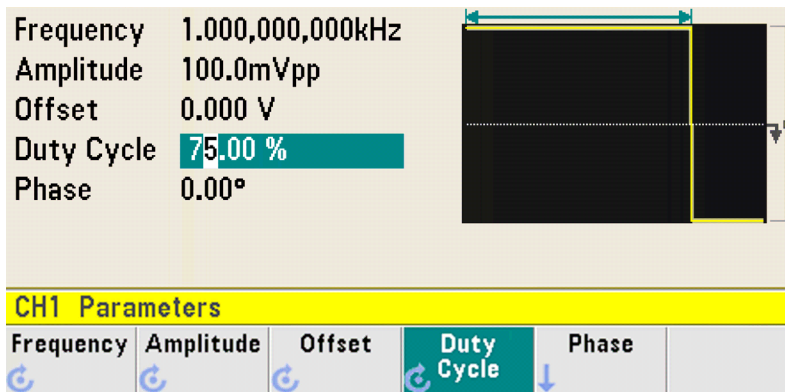 Frequency 1.000,000,000kHz
Amplitude 100.0mVpp
Offset 0.000 V
Duty Cycle 75.00 %
Phase 0.00°
CH1 Parameters
Frequency Amplitude Offset Duty Cycle Phase